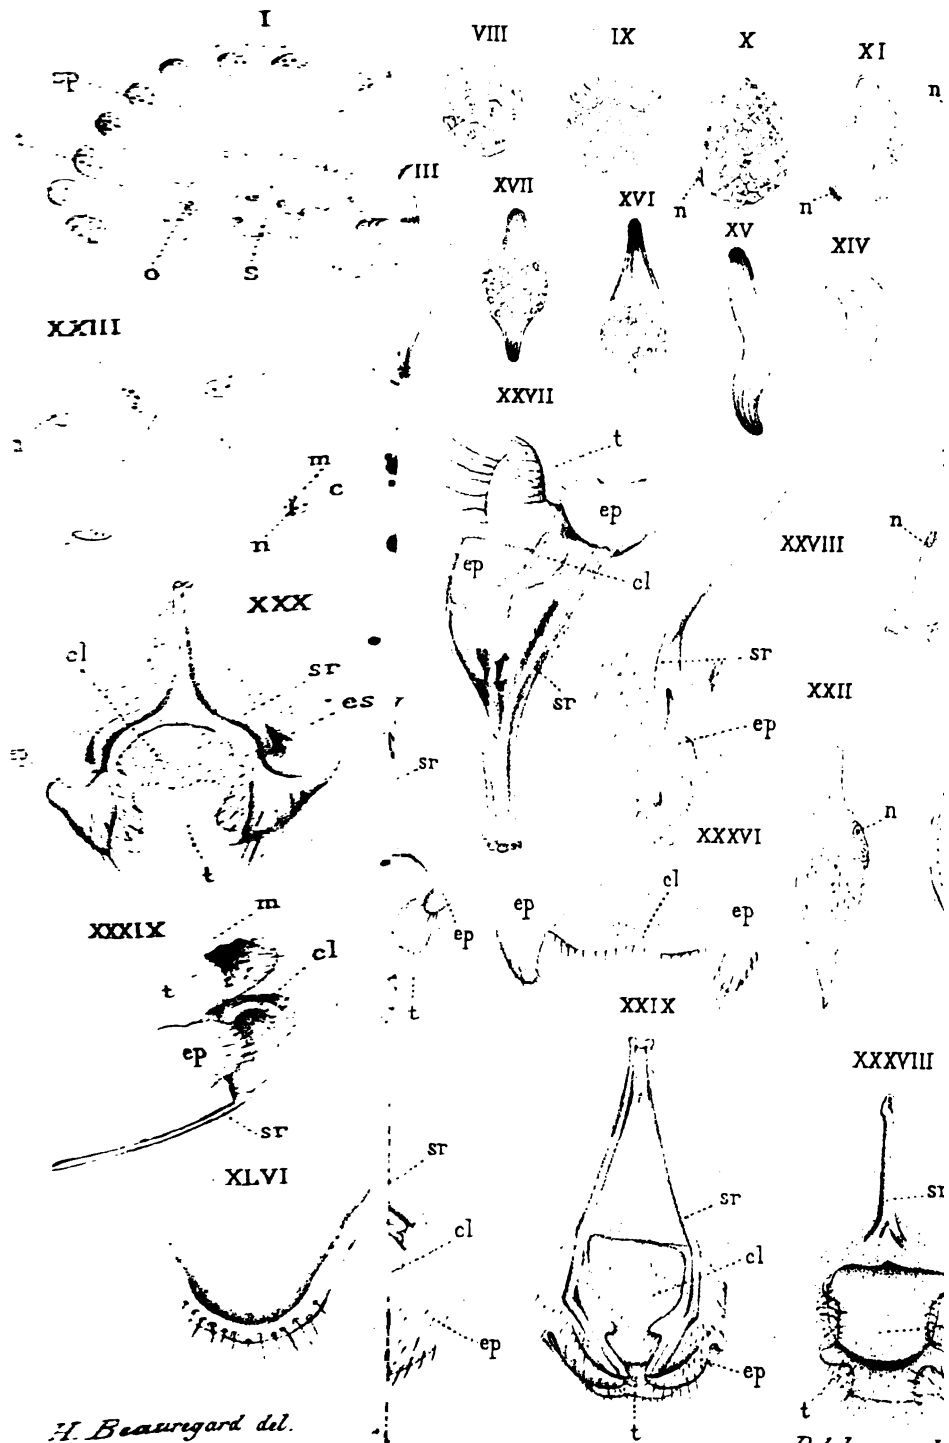 I
VIII
IX
X
XI
p
n
III
XVII
XVI
n
n
XV
XIV
o
s
XXIII
XXVII
t
m
c
ep
n
n
XXVIII
ep
cl
XXX
cl
sr
sr
sr
XXII
es
ep
sr
n
XXXVI
t
cl
m
ep
ep
XXXIX
ep
cl
t
t
XXIX
ep
XXXVIII
sr
sr
XLVI
sr
sr
cl
cl
ep
ep
t
t
H. Beauregard del.